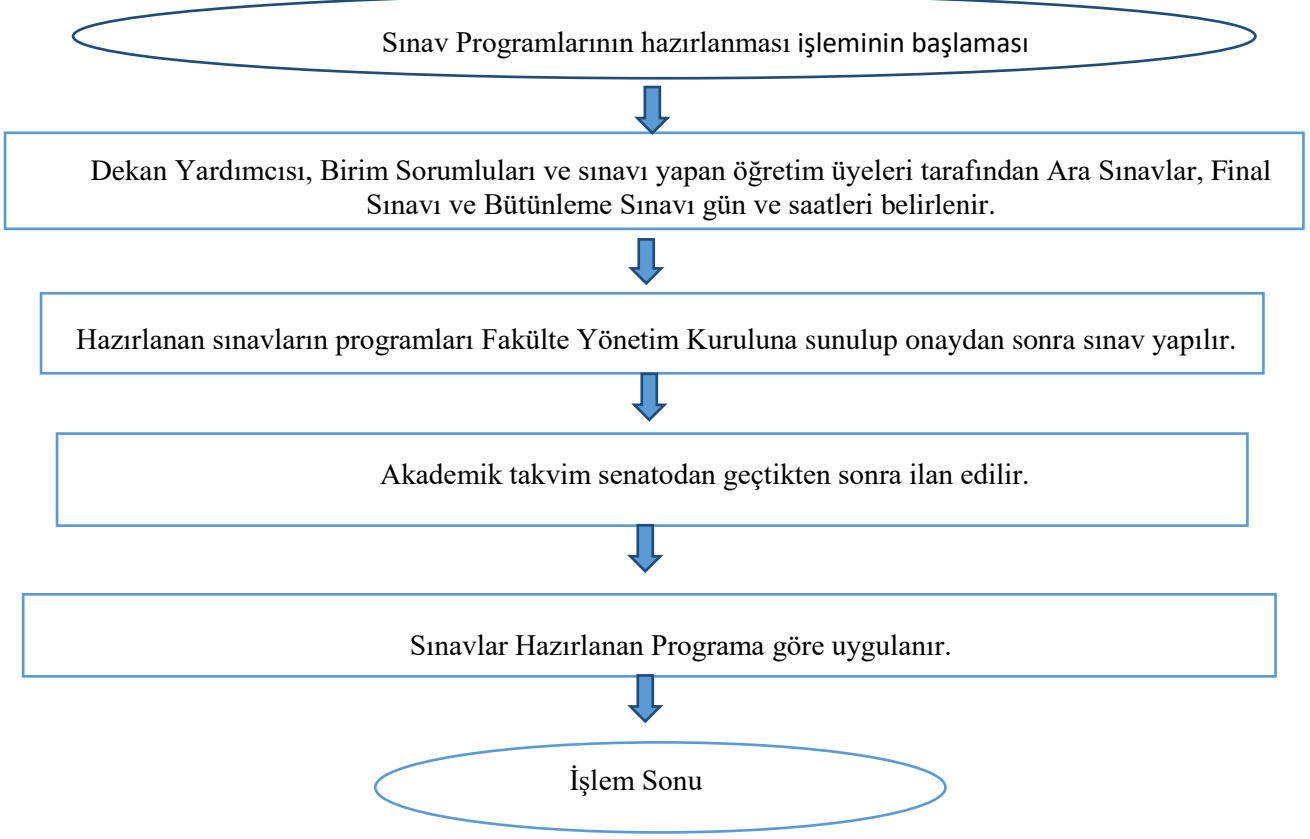 Sınav Programlarının hazırlanması işleminin başlaması
Dekan Yardımcısı, Birim Sorumluları ve sınavı yapan öğretim üyeleri tarafından Ara Sınavlar, Final
Sınavı ve Bütünleme Sınavı gün ve saatleri belirlenir.
Hazırlanan sınavların programları Fakülte Yönetim Kuruluna sunulup onaydan sonra sınav yapılır.
Akademik takvim senatodan geçtikten sonra ilan edilir.
Sınavlar Hazırlanan Programa göre uygulanır.
İşlem Sonu